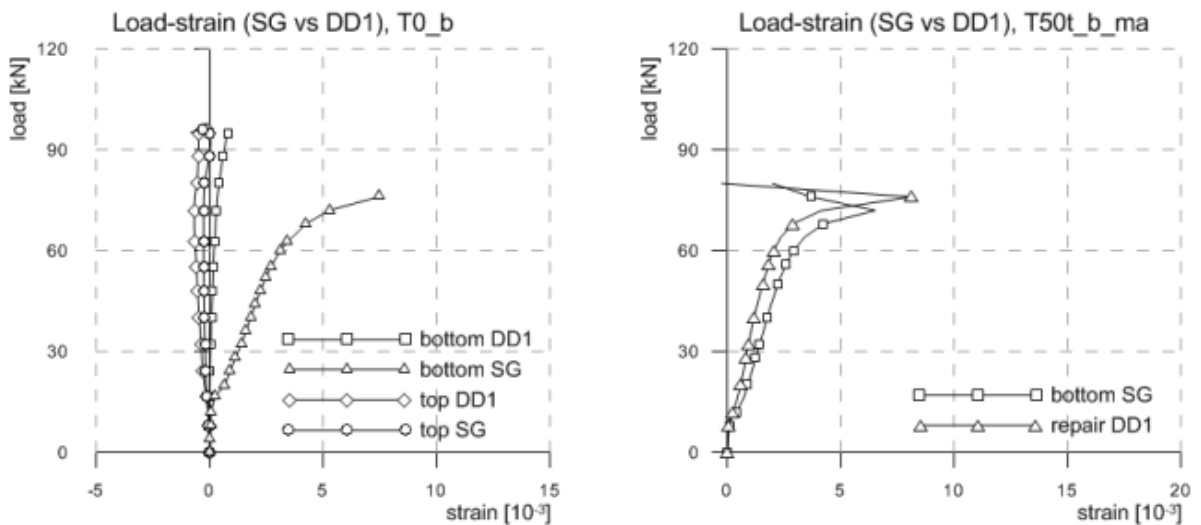 Load-strain (SG vs DD1), T0_b
120
90
60
30
0
load [kN]
bottom DD1
bottom SG
top DD1
top SG
-5 0 5 10 15
strain [10-3]
Load-strain (SG vs DD1), T50t_b_ma
120
90
60
30
0
load [kN]
bottom SG
repair DD1
0 5 10 15 20
strain [10-3]